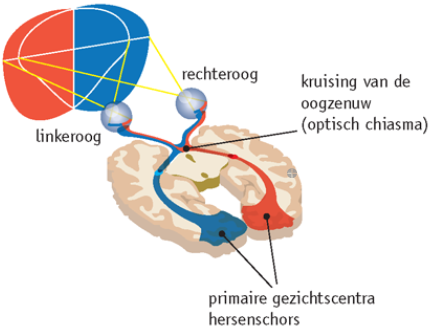 rechteroog
linkeroog
kruising van de
oogzenuw
(optisch chiasma)
primaire gezichtscentra
hersenschors